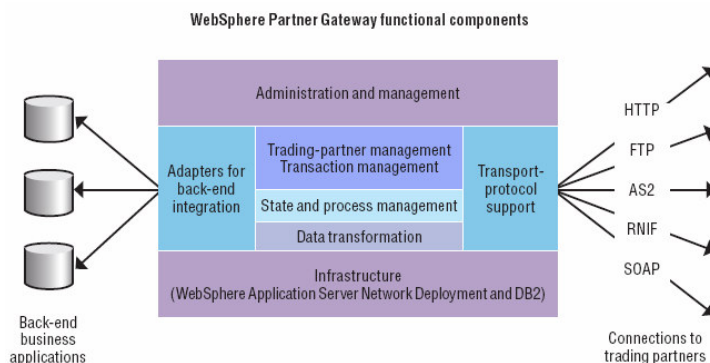 WebSphere Partner Gateway functional components
Administration and management
Adapters for
back-end
integration
Trading-partner management
Transaction management
State and process management
Data transformation
Transport-
protocol
support
Infrastructure
(WebSphere Application Server Network Deployment and DB2)
Back-end
business
applications
HTTP
FTP
AS2
RNIF
SOAP
Connections to
trading partners